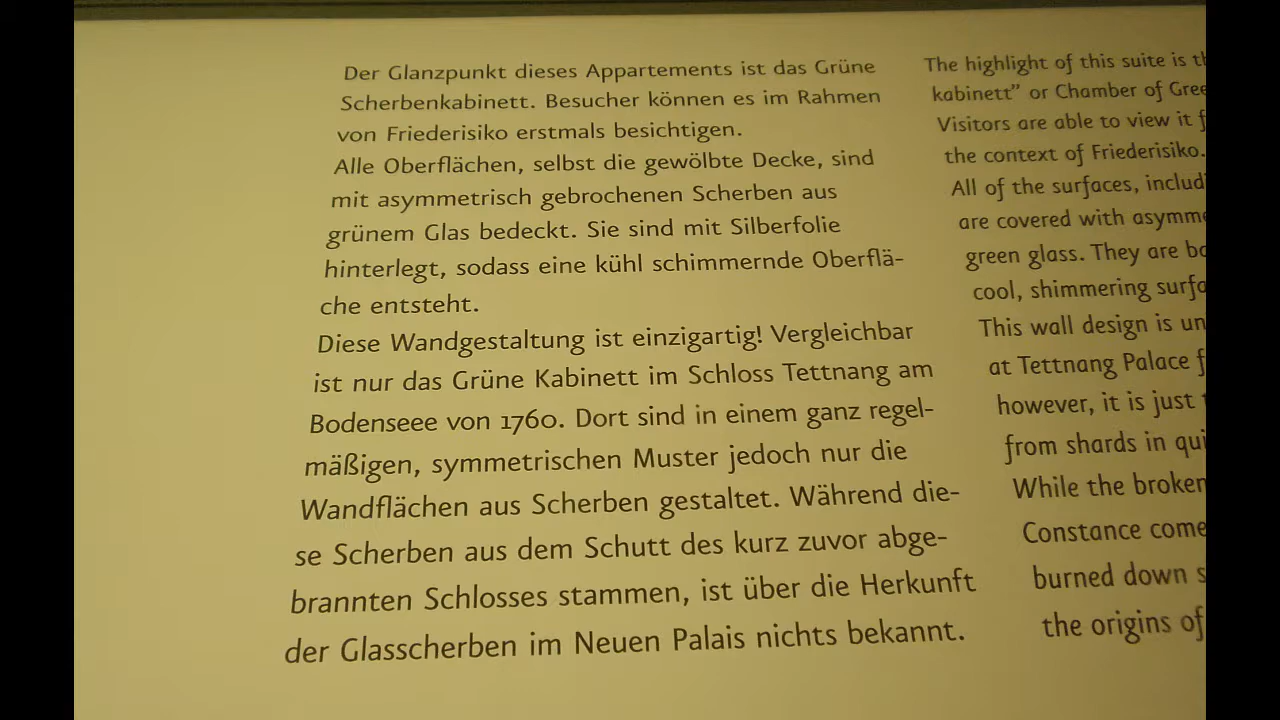 Der Glanzpunkt dieses Appartements ist das Grüne
Scherbenkabinett. Besucher können es im Rahmen
von Friederisiko erstmals besichtigen.
Alle Oberflächen, selbst die gewölbte Decke, sind
mit asymmetrisch gebrochenen Scherben aus
grünem Glas bedeckt. Sie sind mit Silberfolie
hinterlegt, sodass eine kühl schimmernde Oberflä-
che entsteht.
Diese Wandgestaltung ist einzigartig! Vergleichbar
ist nur das Grüne Kabinett im Schloss Tettnang am
Bodenseee von 1760. Dort sind in einem ganz regel-
mäßigen, symmetrischen Muster jedoch nur die
Wandflächen aus Scherben gestaltet. Während die-
se Scherben aus dem Schutt des kurz zuvor abge-
brannten Schlosses stammen, ist über die Herkunft
der Glasscherben im Neuen Palais nichts bekannt.
The highlight of this suite is
kabinett” or Chamber of
Visitors are able to view it
the context of Friederisiko.
All of the surfaces,
are covered with
green glass. They are
cool, shimmering
This wall design is
at Tettnang Palace
however, it is just
from shards in
While the broken
Constance come
burned down
the origins of